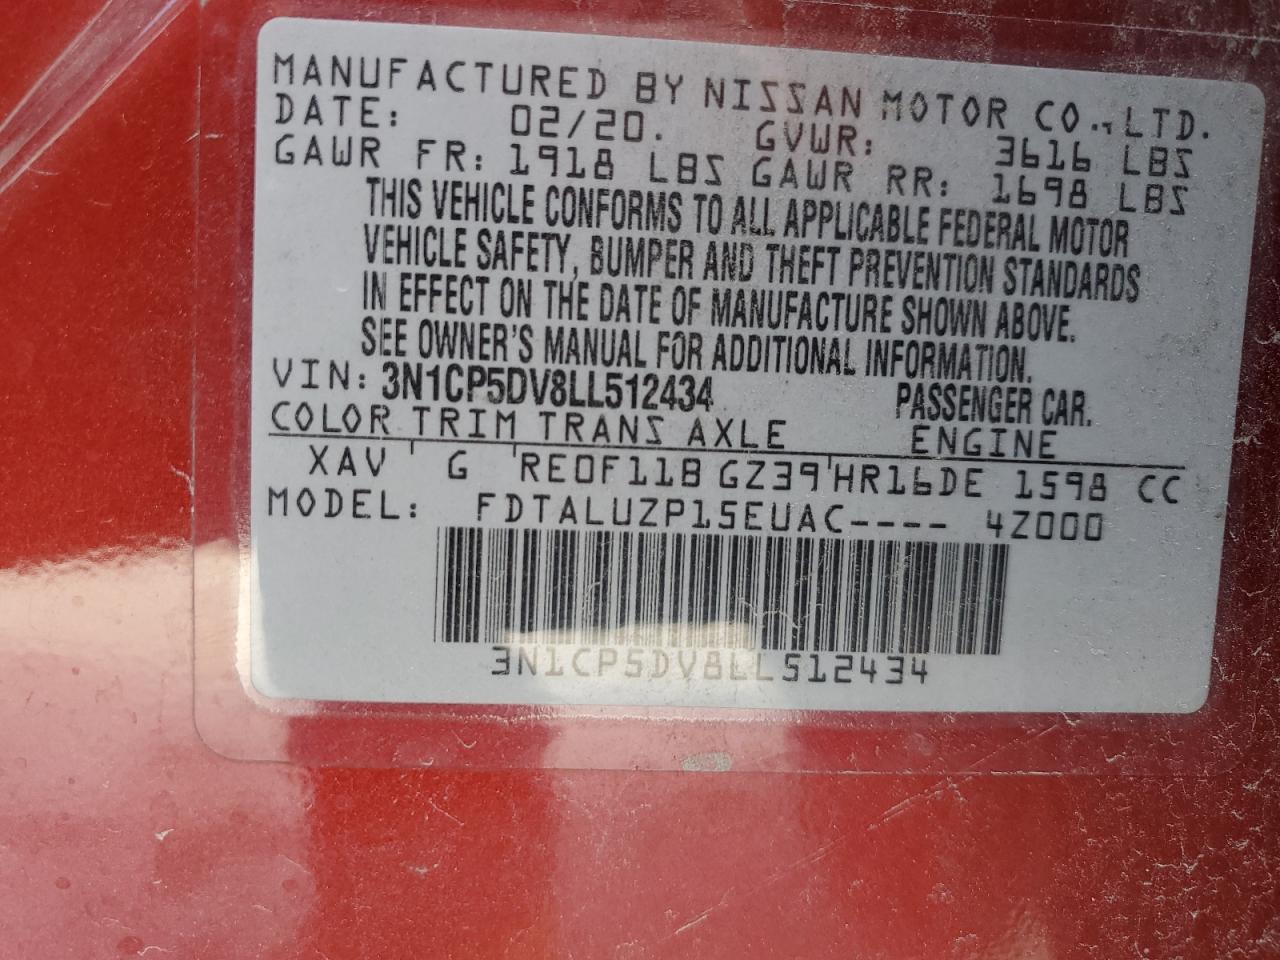 MANUFACTURED BY NISSAN MOTOR CO., LTD.
DATE: 02/20. GVWR: 3616 LBS
GAWR FR: 1918 LBS GAWR RR: 1698 LBS
THIS VEHICLE CONFORMS TO ALL APPLICABLE FEDERAL MOTOR
VEHICLE SAFETY, BUMPER AND THEFT PREVENTION STANDARDS
IN EFFECT ON THE DATE OF MANUFACTURE SHOWN ABOVE.
SEE OWNER'S MANUAL FOR ADDITIONAL INFORMATION.
VIN: 3N1CP5DV8LL512434 PASSENGER CAR.
COLOR TRIM TRANS AXLE ENGINE
XAV G RE0F11B GZ39 HR16DE 1598 CC
MODEL: FDTALUZP15EUAC---- 4Z000
3N1CP5DV8LL512434